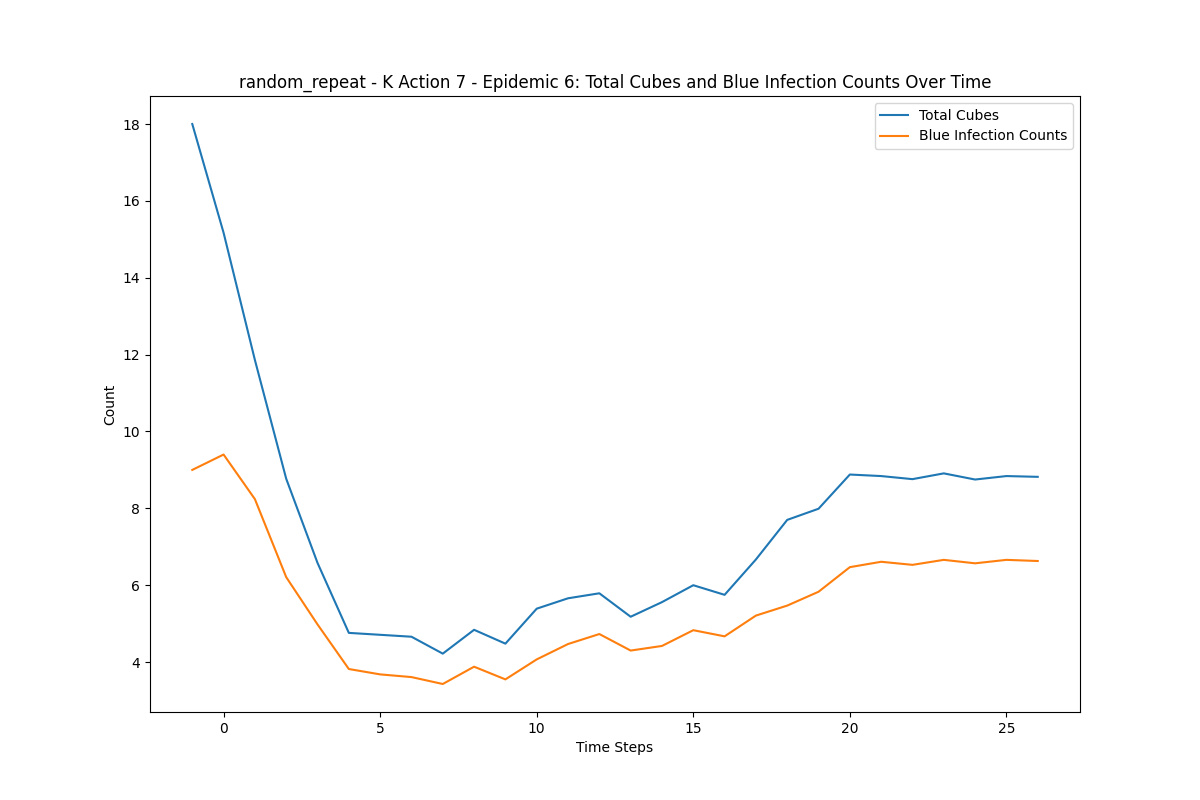 random_repeat - K Action 7 - Epidemic 6: Total Cubes and Blue Infection Counts Over Time
Total Cubes
Blue Infection Counts
18
16
14
12
10
8
6
4
Count
0 5 10 15 20 25
Time Steps